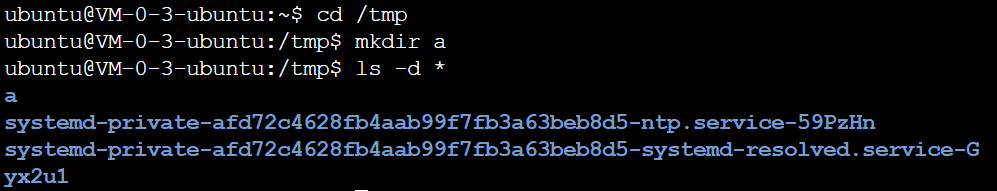 ubuntu@VM-0-3-ubuntu:~$ cd /tmp
ubuntu@VM-0-3-ubuntu:/tmp$ mkdir a
ubuntu@VM-0-3-ubuntu:/tmp$ ls -d *
a
systemd-private-afd72c4628fb4aab99f7fb3a63beb8d5-ntp.service-59PzHn
systemd-private-afd72c4628fb4aab99f7fb3a63beb8d5-systemd-resolved.service-G
yx2u1